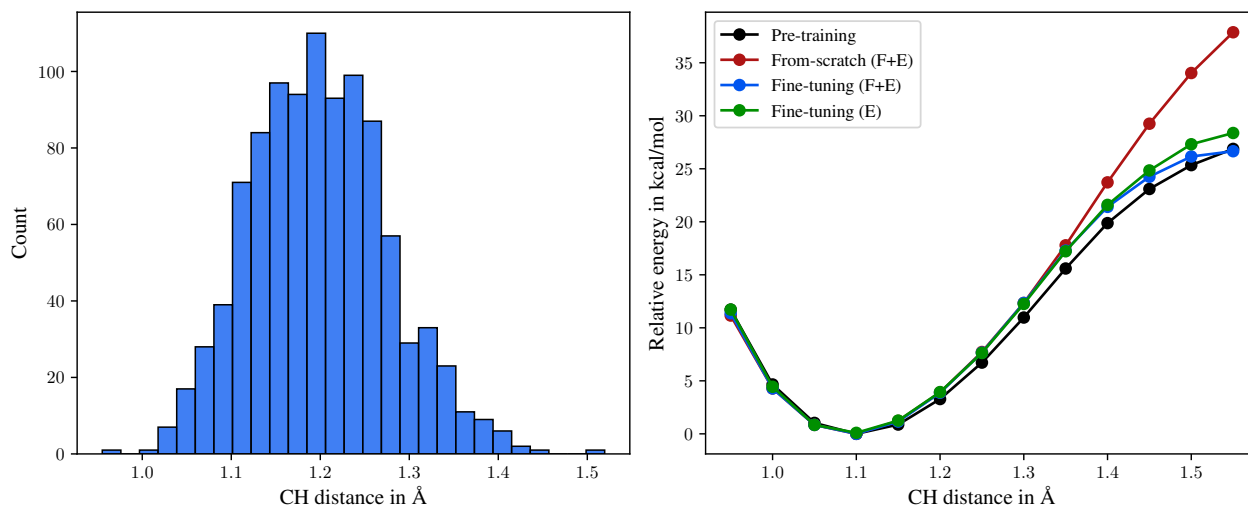 Count
100
80
60
40
20
0
1.0 1.1 1.2 1.3 1.4 1.5
CH distance in Å
Relative energy in kcal/mol
35
30
25
20
15
10
5
0
Pre-training
From-scratch (F+E)
Fine-tuning (F+E)
Fine-tuning (E)
1.0 1.1 1.2 1.3 1.4 1.5
CH distance in Å